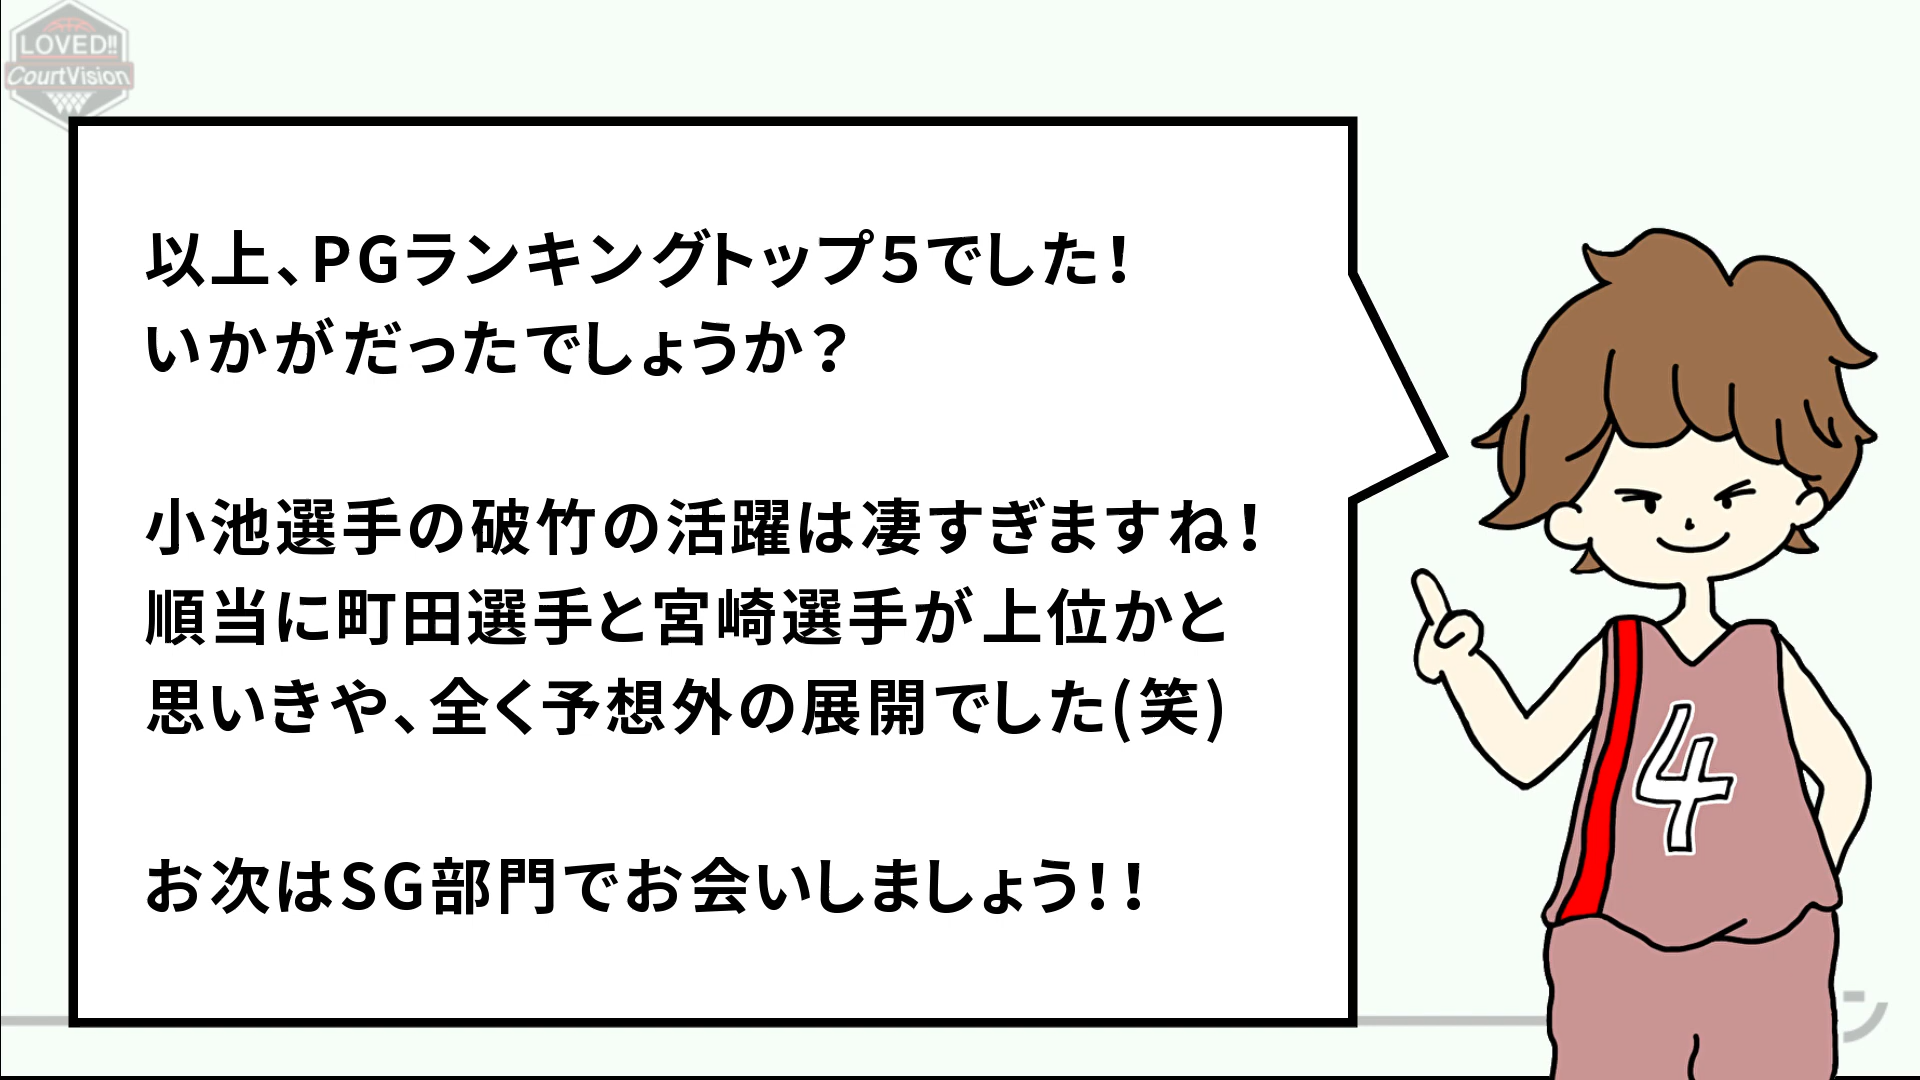 LOVED!!
CourtVision
以上、PGランキングトップ５でした！
いかがだったでしょうか？
小池選手の破竹の活躍は凄すぎますね！
順当に町田選手と宮崎選手が上位かと
思いきや、全く予想外の展開でした(笑)
お次はSG部門でお会いしましょう！！
4
ン